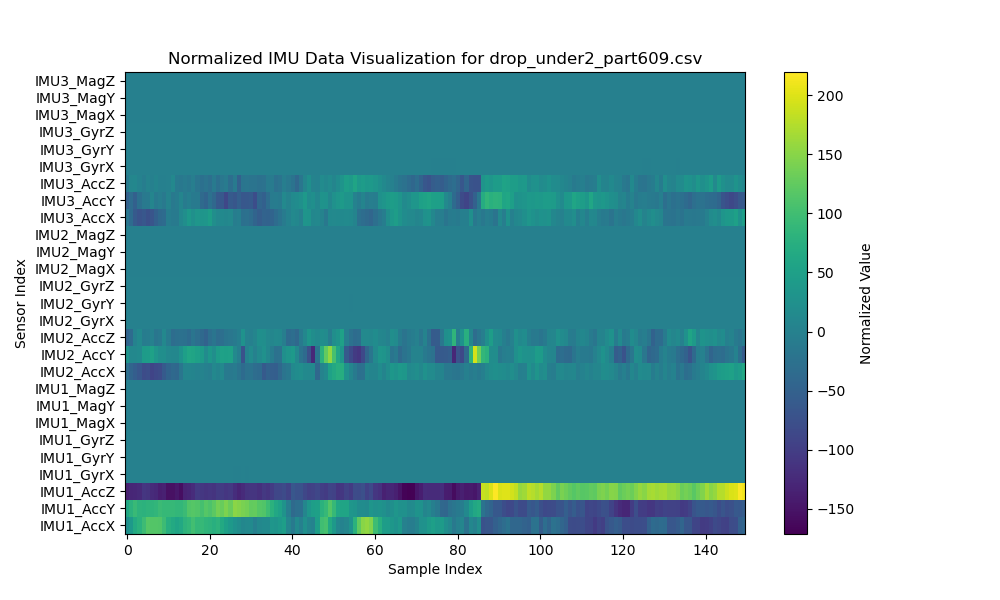 Normalized IMU Data Visualization for drop_under2_part609.csv
IMU3_MagZ
IMU3_MagY
IMU3_MagX
IMU3_GyrZ
IMU3_GyrY
IMU3_GyrX
IMU3_AccZ
IMU3_AccY
IMU3_AccX
IMU2_MagZ
IMU2_MagY
IMU2_MagX
IMU2_GyrZ
IMU2_GyrY
IMU2_GyrX
IMU2_AccZ
IMU2_AccY
IMU2_AccX
IMU1_MagZ
IMU1_MagY
IMU1_MagX
IMU1_GyrZ
IMU1_GyrY
IMU1_GyrX
IMU1_AccZ
IMU1_AccY
IMU1_AccX
Sensor Index
0 20 40 60 80 100 120 140
Sample Index
200
150
100
50
0
−50
−100
−150
Normalized Value